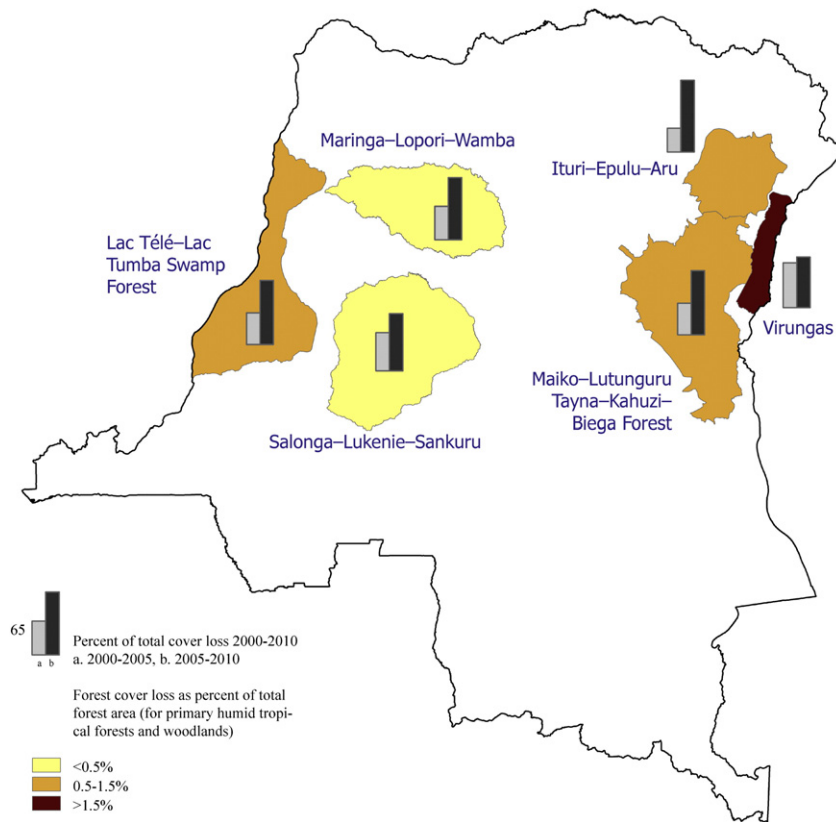 Maringa–Lopori–Wamba
Ituri–Epulu–Aru
Lac Télé–Lac
Tumba Swamp
Forest
Virungas
Maiko–Lutunguru
Tayna–Kahuzi–
Biega Forest
Salonga–Lukenie–Sankuru
65
a b
Percent of total cover loss 2000-2010
a. 2000-2005, b. 2005-2010
Forest cover loss as percent of total
forest area (for primary humid tropi-
cal forests and woodlands)
<0.5%
0.5-1.5%
>1.5%